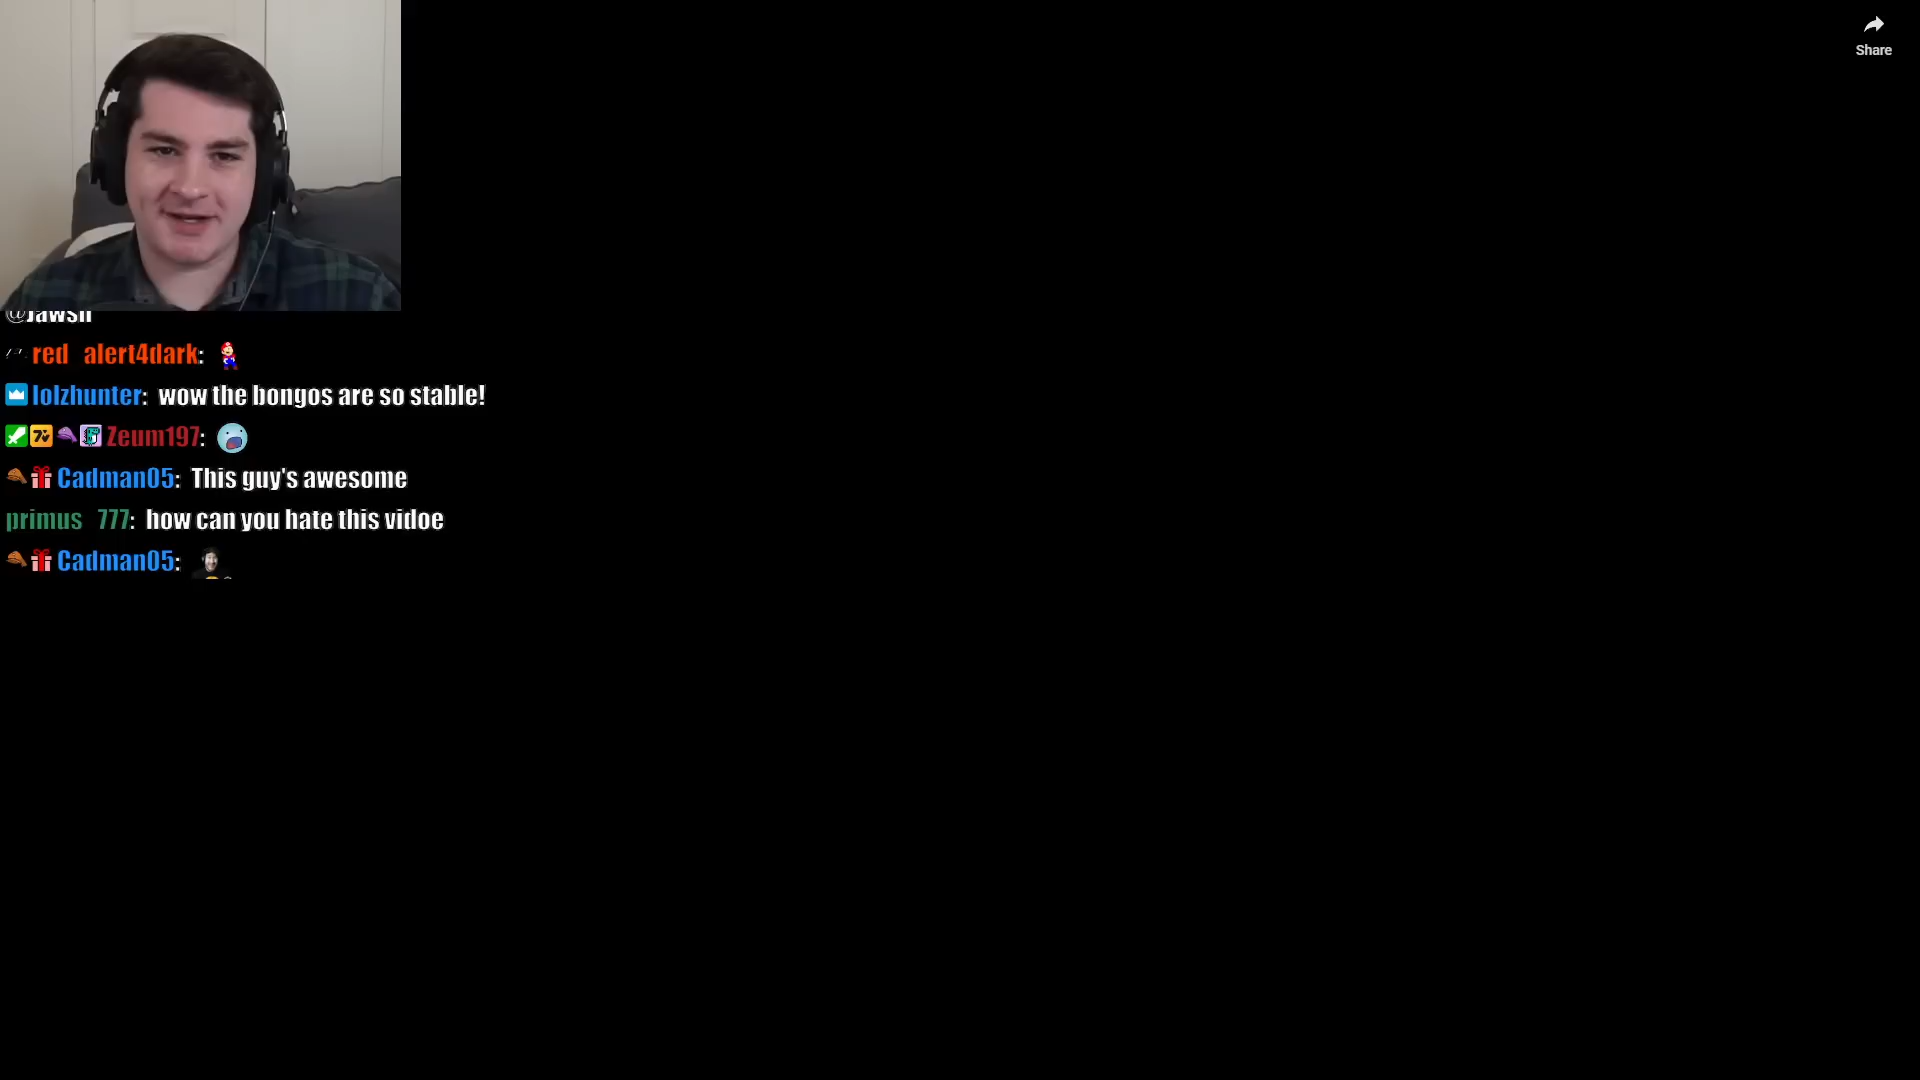 Share
@Jawsh
red_alert4dark:
lolzhunter: wow the bongos are so stable!
Zeum197:
Cadman05: This guy's awesome
primus_777: how can you hate this vidoe
Cadman05: